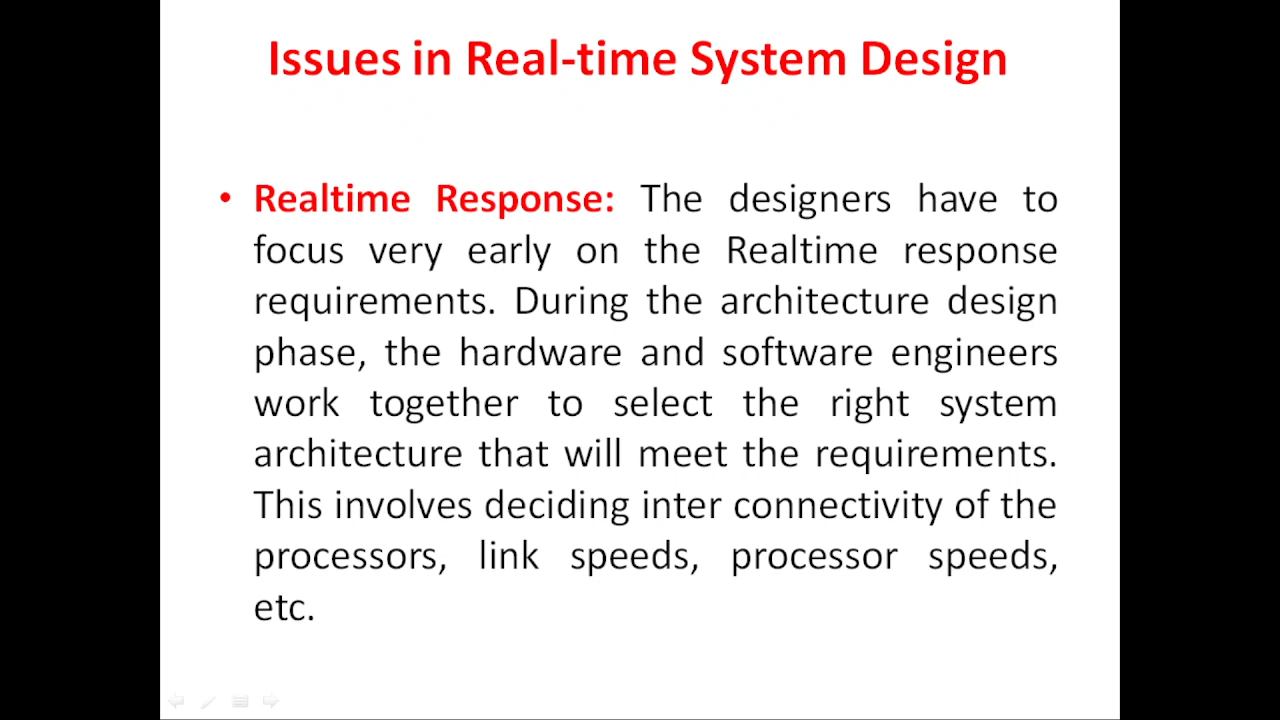 Issues in Real-time System Design
• Realtime Response: The designers have to
focus very early on the Realtime response
requirements. During the architecture design
phase, the hardware and software engineers
work together to select the right system
architecture that will meet the requirements.
This involves deciding inter connectivity of the
processors, link speeds, processor speeds,
etc.